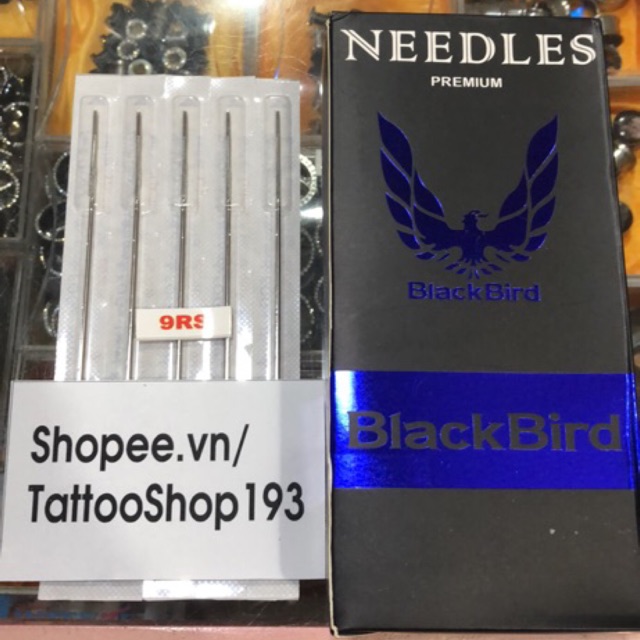 NEEDLES
PREMIUM
BlackBird
BlackBird
9RS
Shopee.vn/
TattooShop193